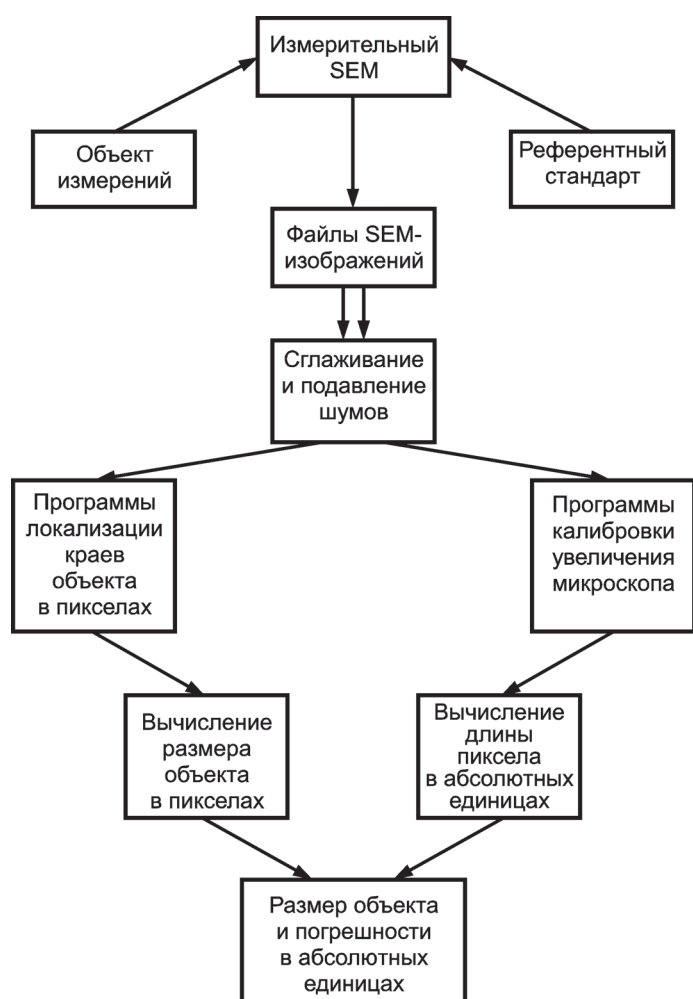 Измерительный
SEM
Объект
измерений
Референтный
стандарт
Файлы SEM-
изображений
Сглаживание
и подавление
шумов
Программы
локализации
краев
объекта
в пикселах
Программы
калибровки
увеличения
микроскопа
Вычисление
размера
объекта
в пикселах
Вычисление
длины
пиксела
в абсолютных
единицах
Размер объекта
и погрешности
в абсолютных
единицах